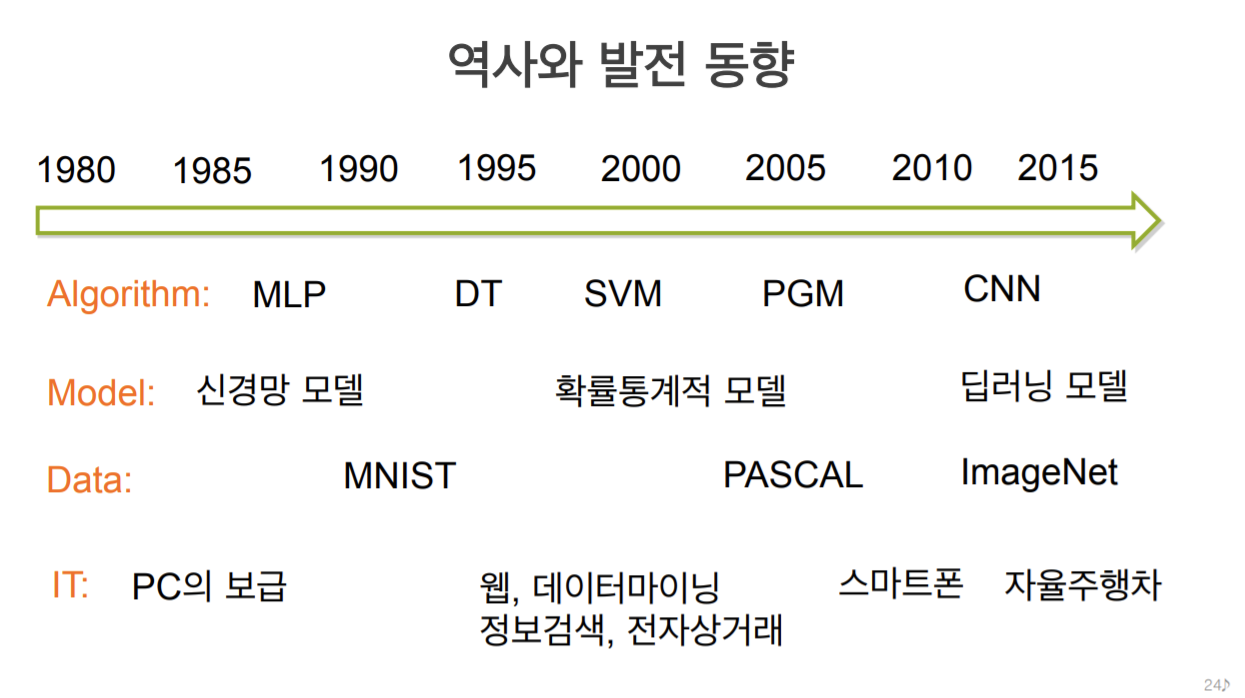 역사와 발전 동향
1980 1985 1990 1995 2000 2005 2010 2015
Algorithm: MLP DT SVM PGM CNN
Model: 신경망 모델 확률통계적 모델 딥러닝 모델
Data: MNIST PASCAL ImageNet
IT: PC의 보급 웹, 데이터마이닝 스마트폰 자율주행차
정보검색, 전자상거래
24♪